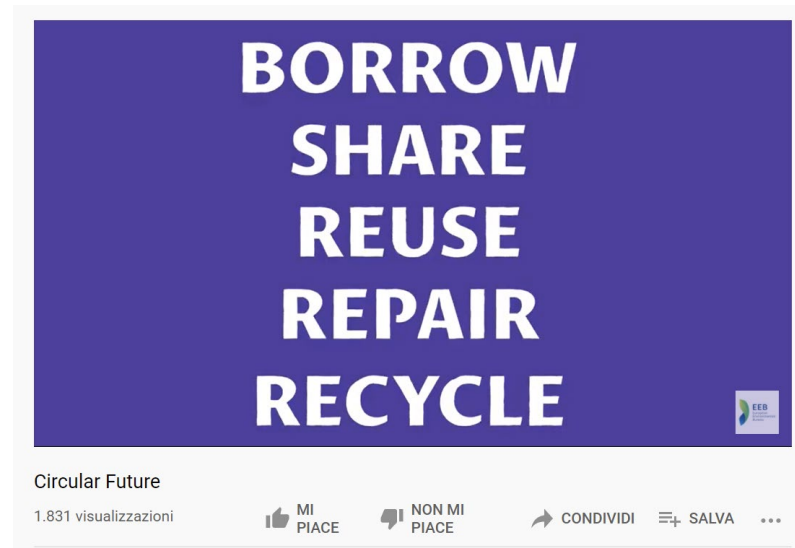 BORROW
SHARE
REUSE
REPAIR
RECYCLE
EEB
Circular Future
1.831 visualizzazioni
MI PIACE
NON MI PIACE
CONDIVIDI
SALVA